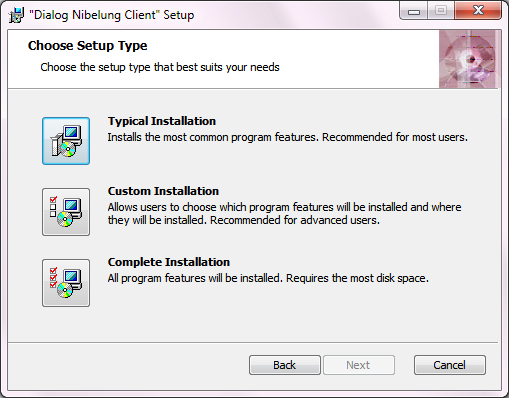 "Dialog Nibelung Client" Setup
Choose Setup Type
Choose the setup type that best suits your needs
Typical Installation
Installs the most common program features. Recommended for most users.
Custom Installation
Allows users to choose which program features will be installed and where
they will be installed. Recommended for advanced users.
Complete Installation
All program features will be installed. Requires the most disk space.
Back
Next
Cancel